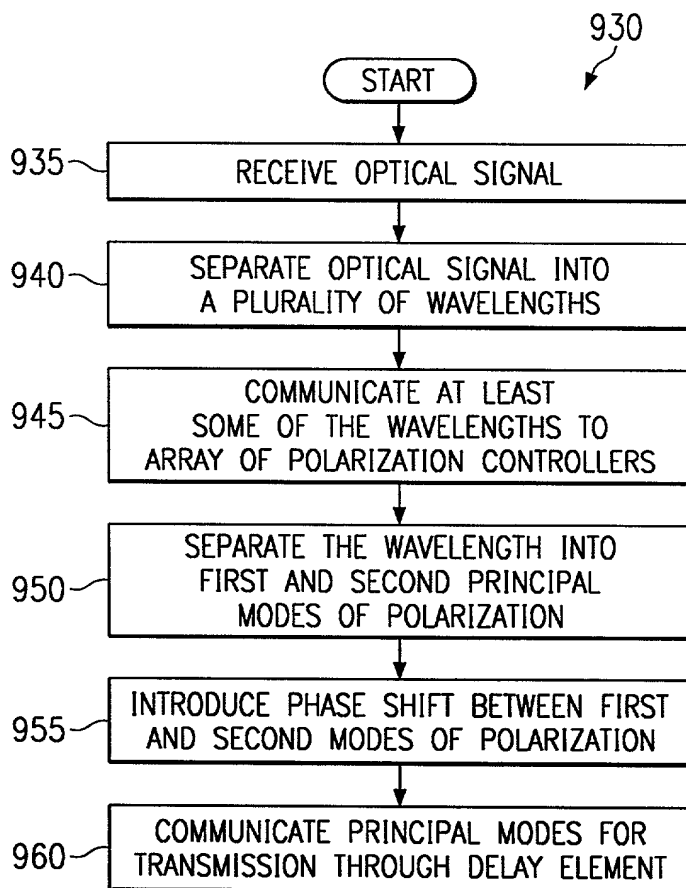 930
START
935
RECEIVE OPTICAL SIGNAL
940
SEPARATE OPTICAL SIGNAL INTO
A PLURALITY OF WAVELENGTHS
945
COMMUNICATE AT LEAST
SOME OF THE WAVELENGTHS TO
ARRAY OF POLARIZATION CONTROLLERS
950
SEPARATE THE WAVELENGTH INTO
FIRST AND SECOND PRINCIPAL
MODES OF POLARIZATION
955
INTRODUCE PHASE SHIFT BETWEEN FIRST
AND SECOND MODES OF POLARIZATION
960
COMMUNICATE PRINCIPAL MODES FOR
TRANSMISSION THROUGH DELAY ELEMENT